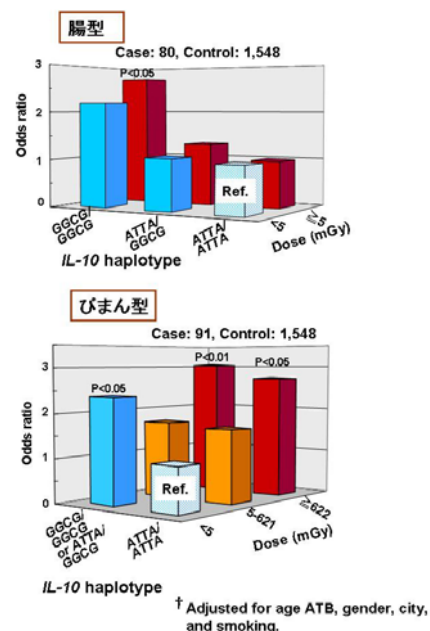 腸型
Case: 80, Control: 1,548
3
2
1
0
Odds ratio
P<0.05
Ref.
GGCG/
GGCG
ATTA/
GGCG
ATTA/
ATTA
<5
≧5
Dose (mGy)
IL-10 haplotype
びまん型
Case: 91, Control: 1,548
3
2
1
0
Odds ratio
P<0.05
P<0.01
P<0.05
Ref.
GGCG/
GGCG
or ATTA/
GGCG
ATTA/
ATTA
<5
5-621
≧622
Dose (mGy)
IL-10 haplotype
† Adjusted for age ATB, gender, city,
and smoking.